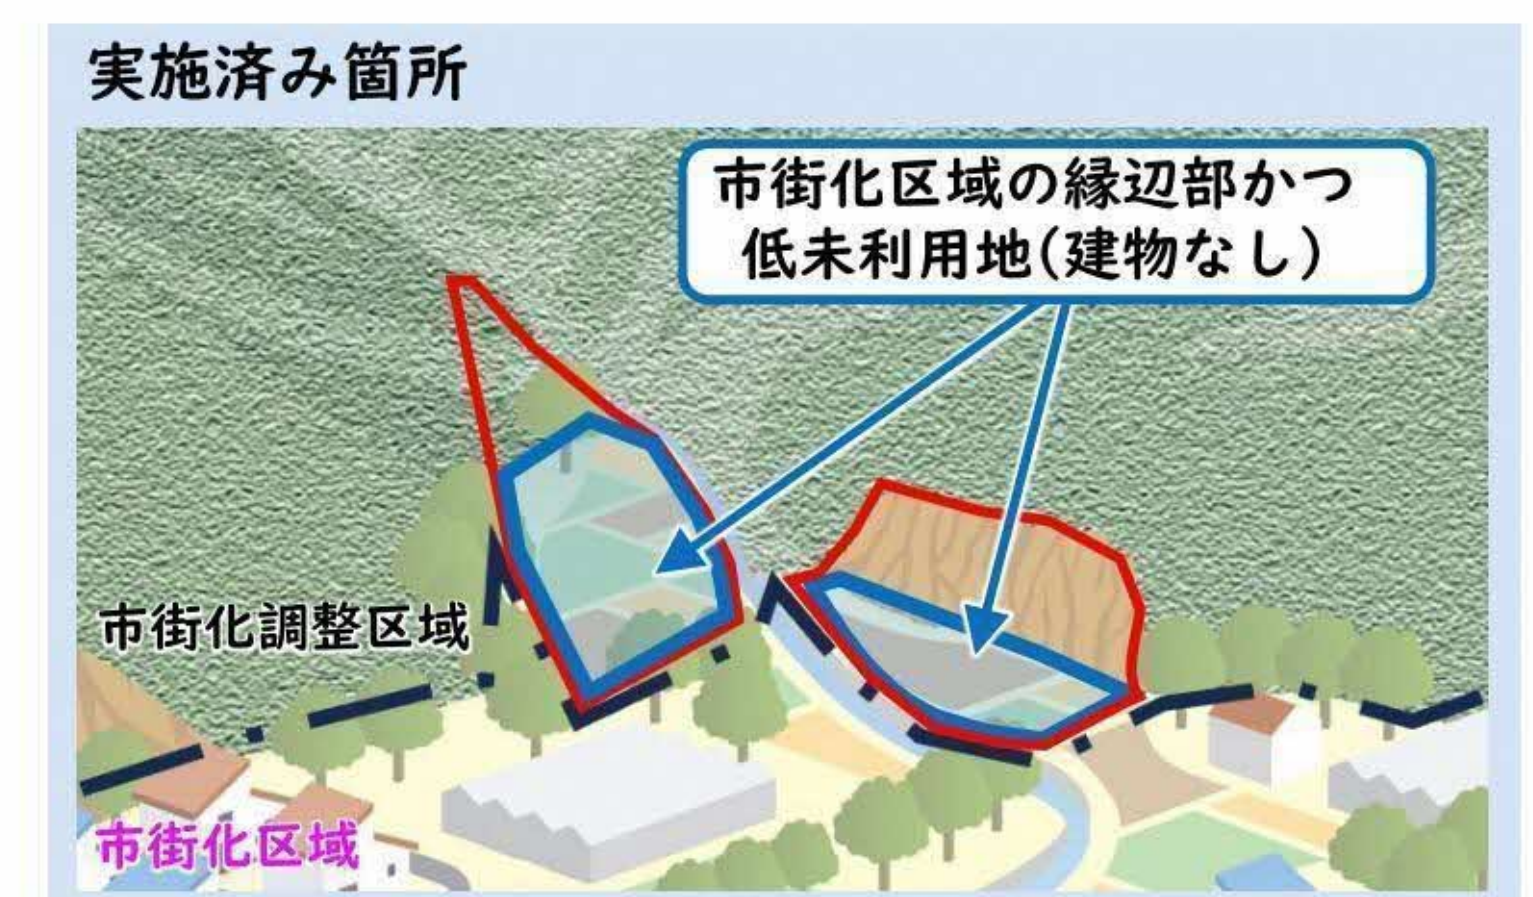 実施済み箇所
市街化区域の縁辺部かつ
低未利用地(建物なし)
市街化調整区域
市街化区域